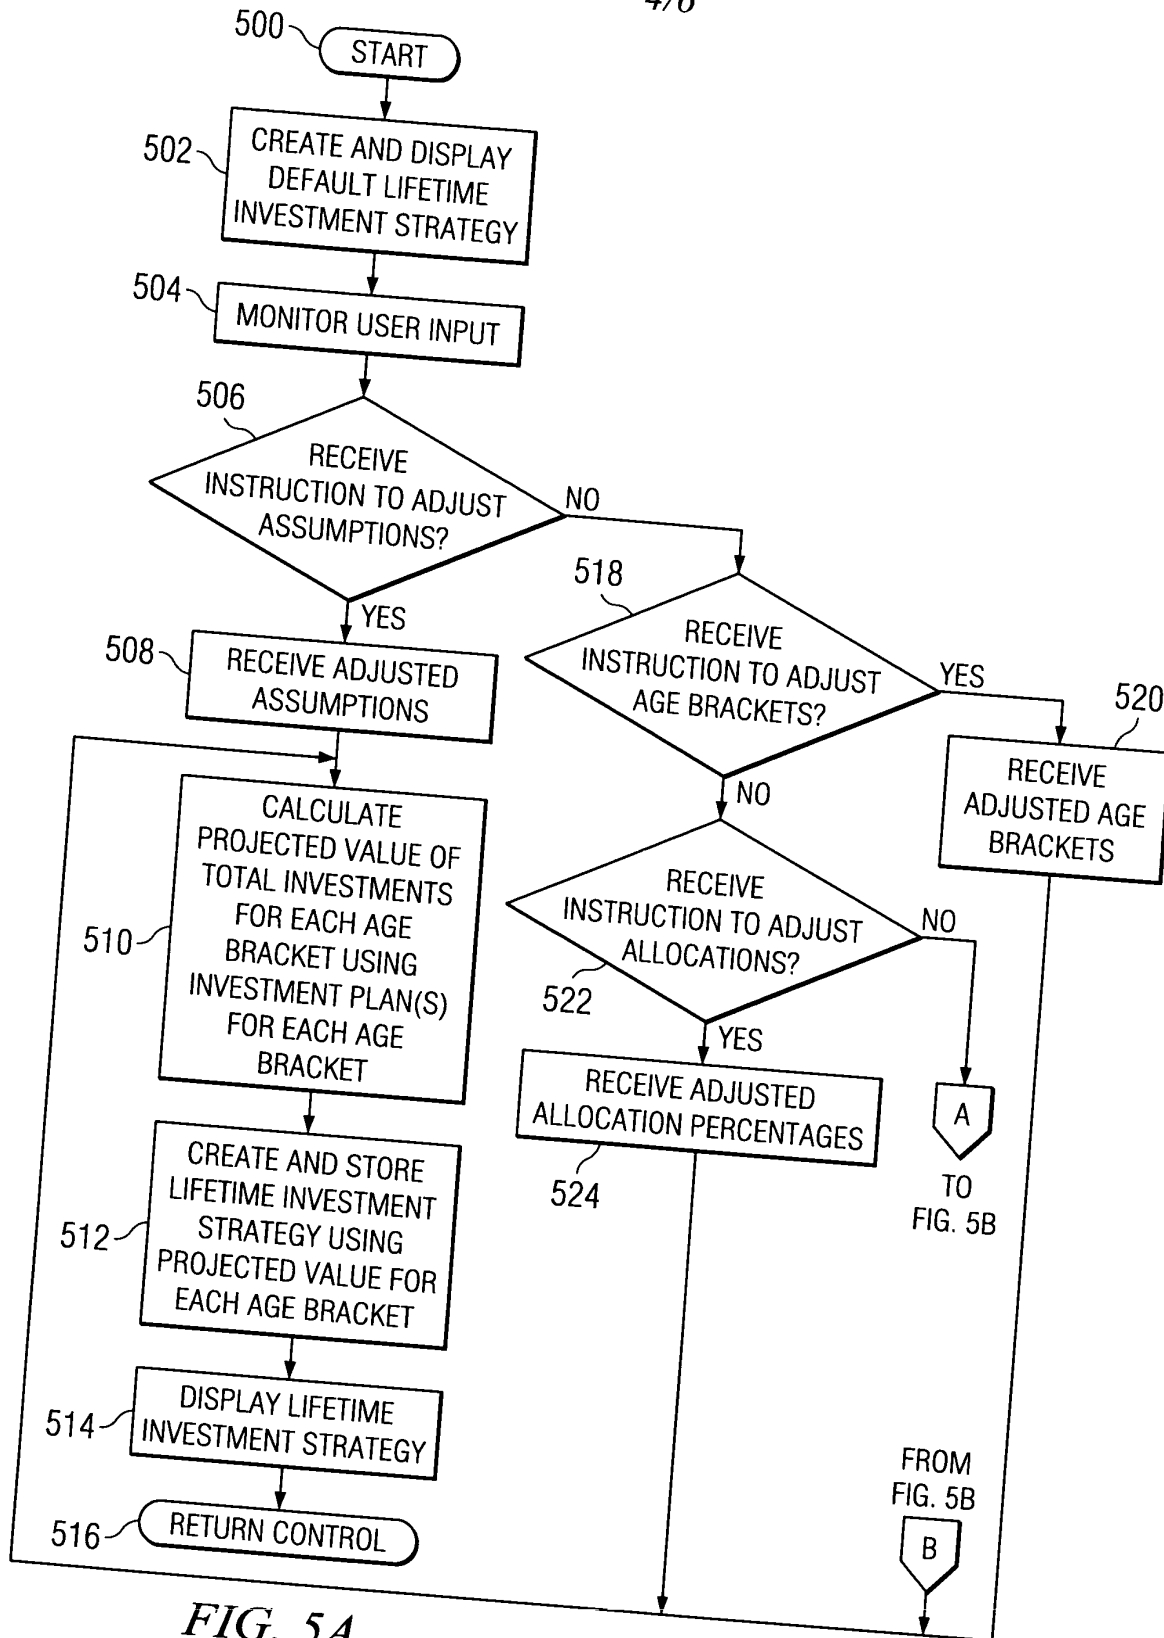 4/6
500
START
502
CREATE AND DISPLAY
DEFAULT LIFETIME
INVESTMENT STRATEGY
504
MONITOR USER INPUT
506
RECEIVE
INSTRUCTION TO ADJUST
ASSUMPTIONS?
NO
YES
508
RECEIVE ADJUSTED
ASSUMPTIONS
518
RECEIVE
INSTRUCTION TO ADJUST
AGE BRACKETS?
YES
NO
520
RECEIVE
ADJUSTED AGE
BRACKETS
510
CALCULATE
PROJECTED VALUE OF
TOTAL INVESTMENTS
FOR EACH AGE
BRACKET USING
INVESTMENT PLAN(S)
FOR EACH AGE
BRACKET
522
RECEIVE
INSTRUCTION TO ADJUST
ALLOCATIONS?
NO
YES
524
RECEIVE ADJUSTED
ALLOCATION PERCENTAGES
A
TO
FIG. 5B
512
CREATE AND STORE
LIFETIME INVESTMENT
STRATEGY USING
PROJECTED VALUE FOR
EACH AGE BRACKET
514
DISPLAY LIFETIME
INVESTMENT STRATEGY
516
RETURN CONTROL
FROM
FIG. 5B
B
FIG. 5A